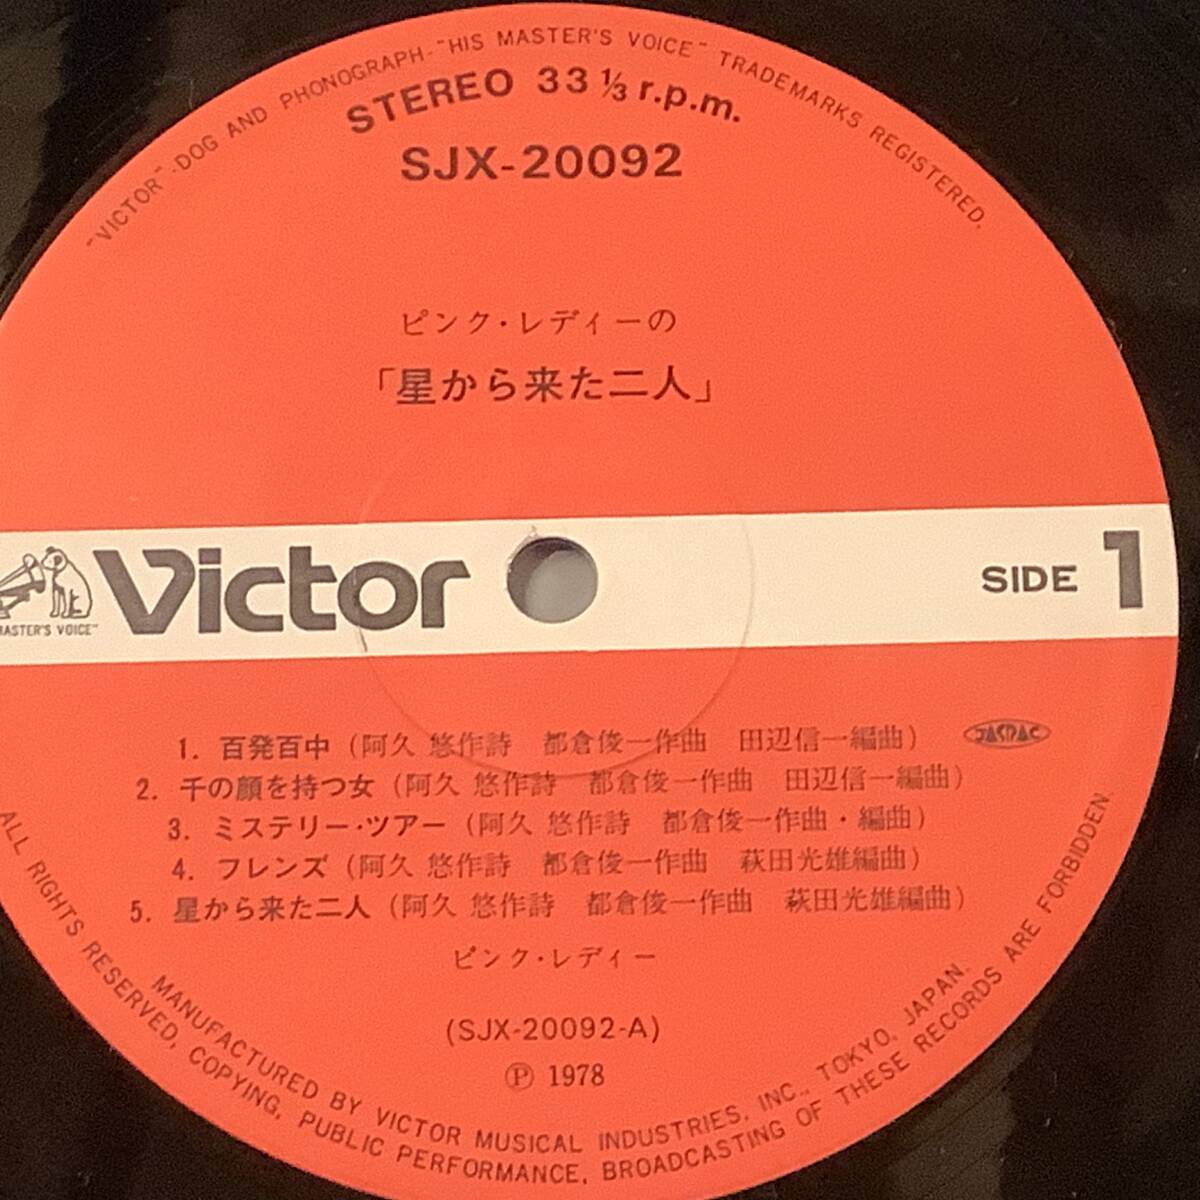 "VICTOR"-DOG AND PHONOGRAPH-"HIS MASTER'S VOICE" TRADEMARKS REGISTERED.
STEREO 33 ⅓ r.p.m.
SJX-20092
ピンク・レディーの
「星から来た二人」
Victor
MASTER'S VOICE"
SIDE 1
1. 百発百中 (阿久 悠作詩 都倉俊一作曲 田辺信一編曲)
JASRAC
2. 千の顔を持つ女 (阿久 悠作詩 都倉俊一作曲 田辺信一編曲)
3. ミステリー・ツアー (阿久 悠作詩 都倉俊一作曲・編曲)
4. フレンズ (阿久 悠作詩 都倉俊一作曲 萩田光雄編曲)
5. 星から来た二人 (阿久 悠作詩 都倉俊一作曲 萩田光雄編曲)
ピンク・レディー
(SJX-20092-A)
Ⓟ 1978
MANUFACTURED BY VICTOR MUSICAL INDUSTRIES, INC., TOKYO, JAPAN.
ALL RIGHTS RESERVED, COPYING, PUBLIC PERFORMANCE, BROADCASTING OF THESE RECORDS ARE FORBIDDEN.